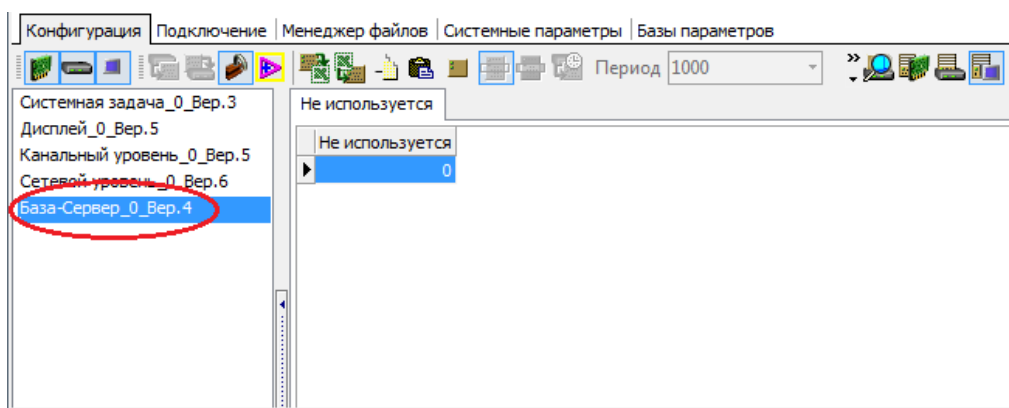 Конфигурация Подключение Менеджер файлов Системные параметры Базы параметров
Период 1000
Системная задача_0_Вер.3
Дисплей_0_Вер.5
Канальный уровень_0_Вер.5
Сетевой уровень_0_Вер.6
База-Сервер_0_Вер.4
Не используется
Не используется
0